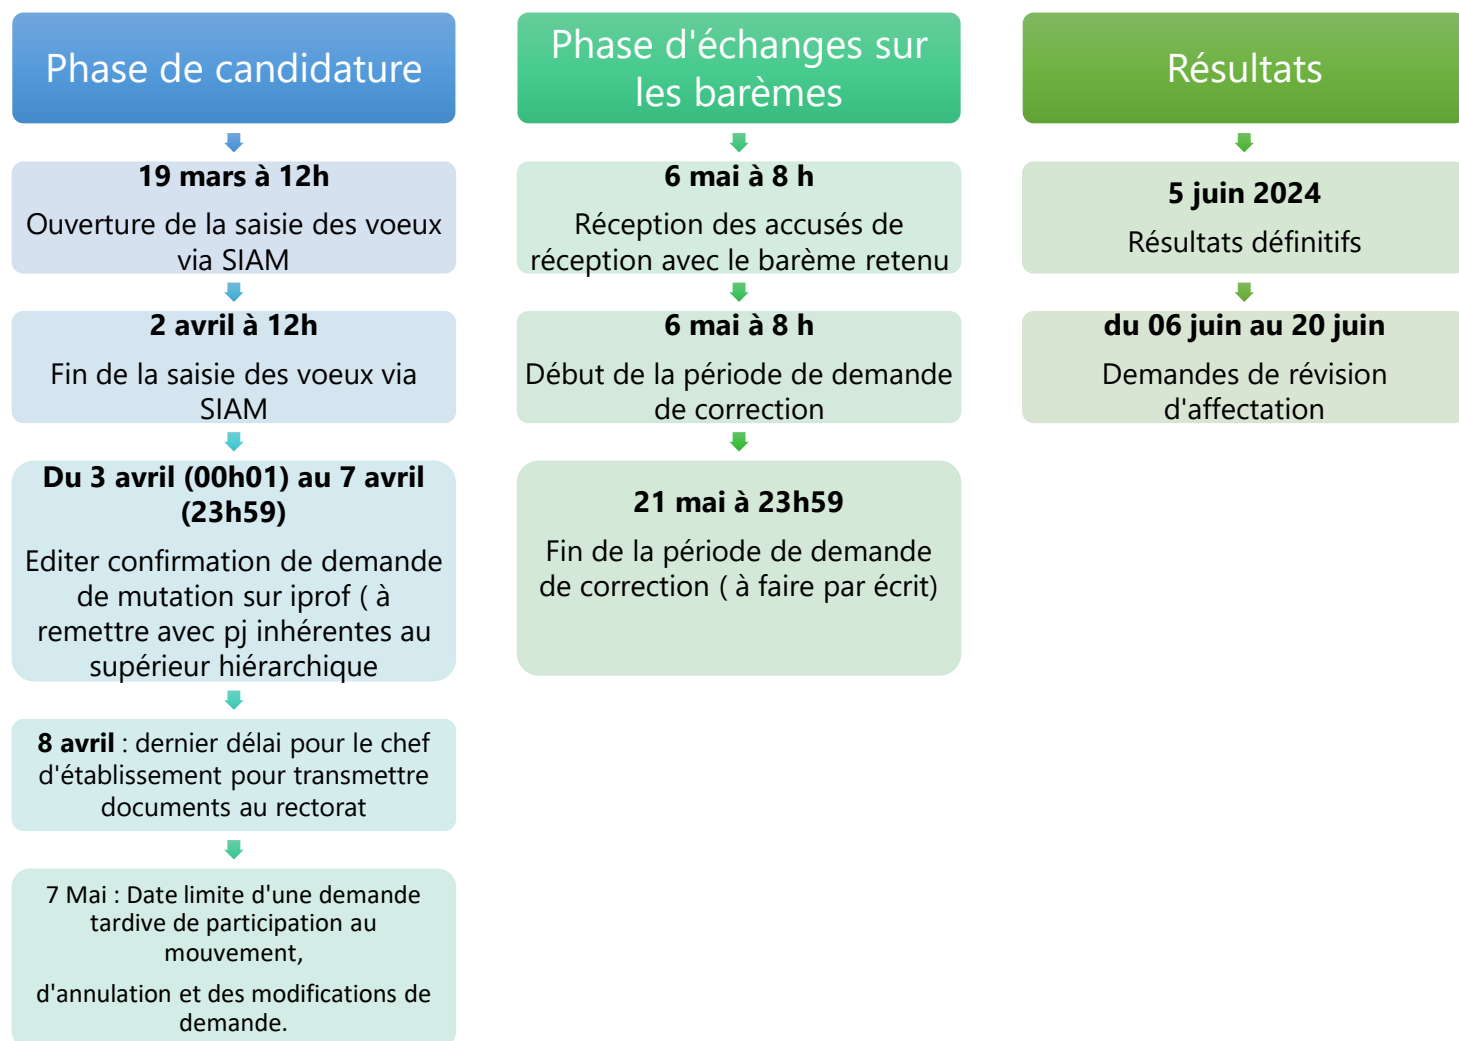 Phase de candidature
19 mars à 12h
Ouverture de la saisie des voeux
via SIAM
2 avril à 12h
Fin de la saisie des voeux via
SIAM
Du 3 avril (00h01) au 7 avril
(23h59)
Editer confirmation de demande
de mutation sur iprof ( à
remettre avec pj inhérentes au
supérieur hiérarchique
8 avril : dernier délai pour le chef
d'établissement pour transmettre
documents au rectorat
7 Mai : Date limite d'une demande
tardive de participation au
mouvement,
d'annulation et des modifications de
demande.
Phase d'échanges sur
les barèmes
6 mai à 8 h
Réception des accusés de
réception avec le barème retenu
6 mai à 8 h
Début de la période de demande
de correction
21 mai à 23h59
Fin de la période de demande
de correction ( à faire par écrit)
Résultats
5 juin 2024
Résultats définitifs
du 06 juin au 20 juin
Demandes de révision
d'affectation